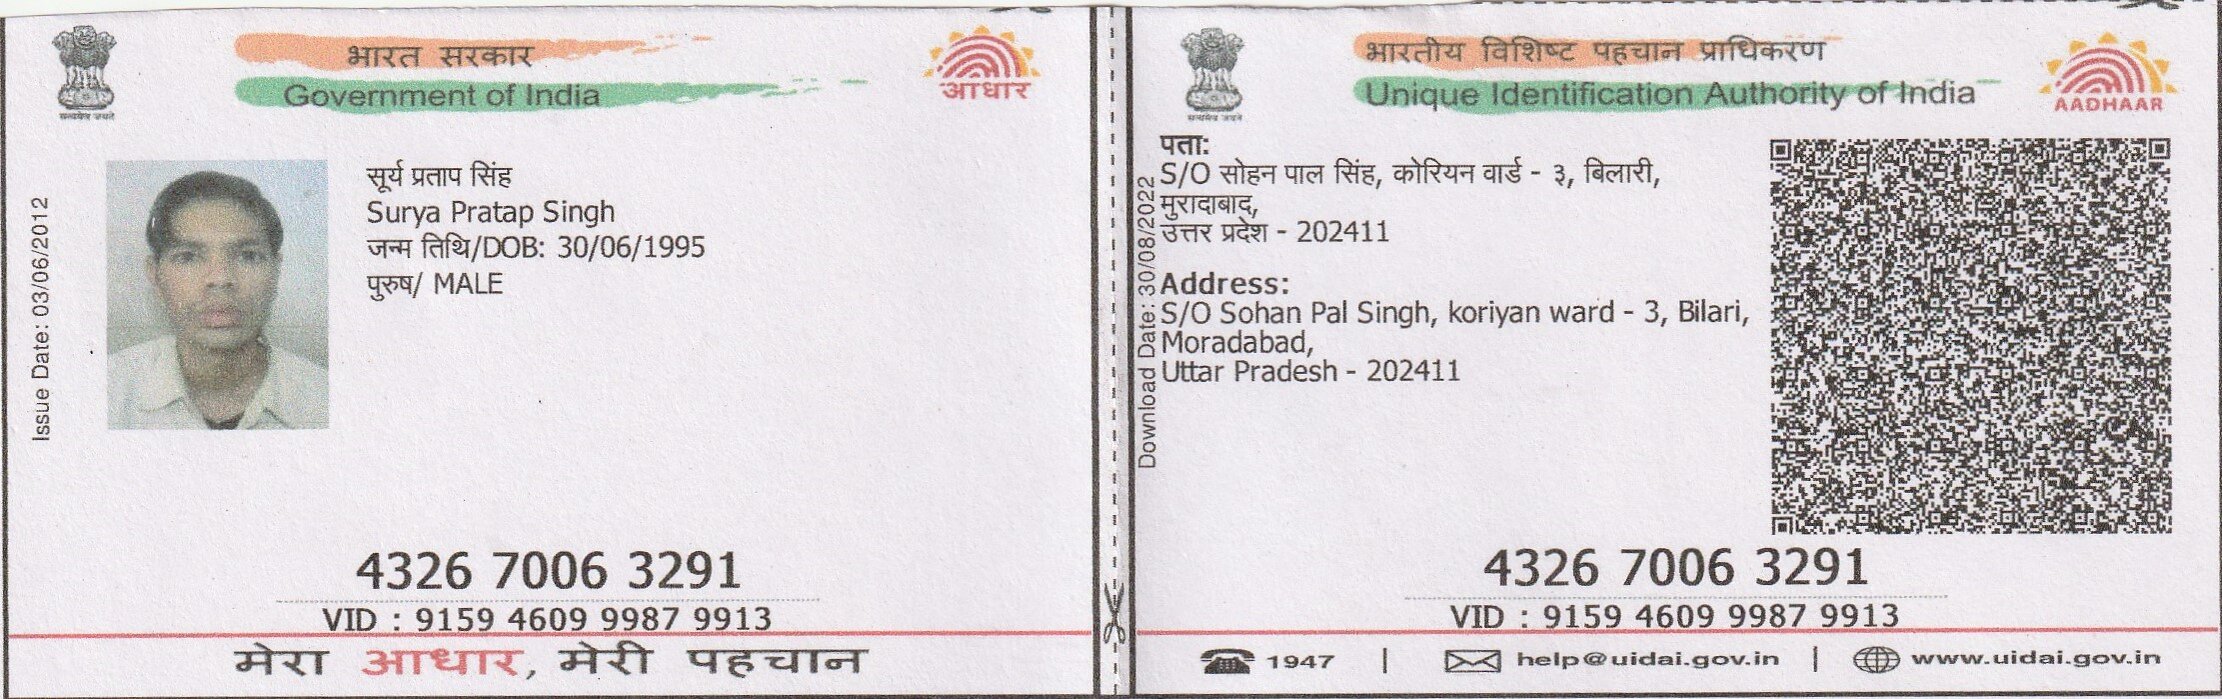 भारत सरकार
Government of India
आधार
Issue Date: 03/06/2012
सूर्य प्रताप सिंह
Surya Pratap Singh
जन्म तिथि/DOB: 30/06/1995
पुरुष/ MALE
4326 7006 3291
VID : 9159 4609 9987 9913
मेरा आधार, मेरी पहचान
भारतीय विशिष्ट पहचान प्राधिकरण
Unique Identification Authority of India
AADHAAR
Download Date: 30/08/2022
पता:
S/O सोहन पाल सिंह, कोरियन वार्ड - ३, बिलारी,
मुरादाबाद,
उत्तर प्रदेश - 202411
Address:
S/O Sohan Pal Singh, koriyan ward - 3, Bilari,
Moradabad,
Uttar Pradesh - 202411
4326 7006 3291
VID : 9159 4609 9987 9913
1947 | help@uidai.gov.in | www.uidai.gov.in